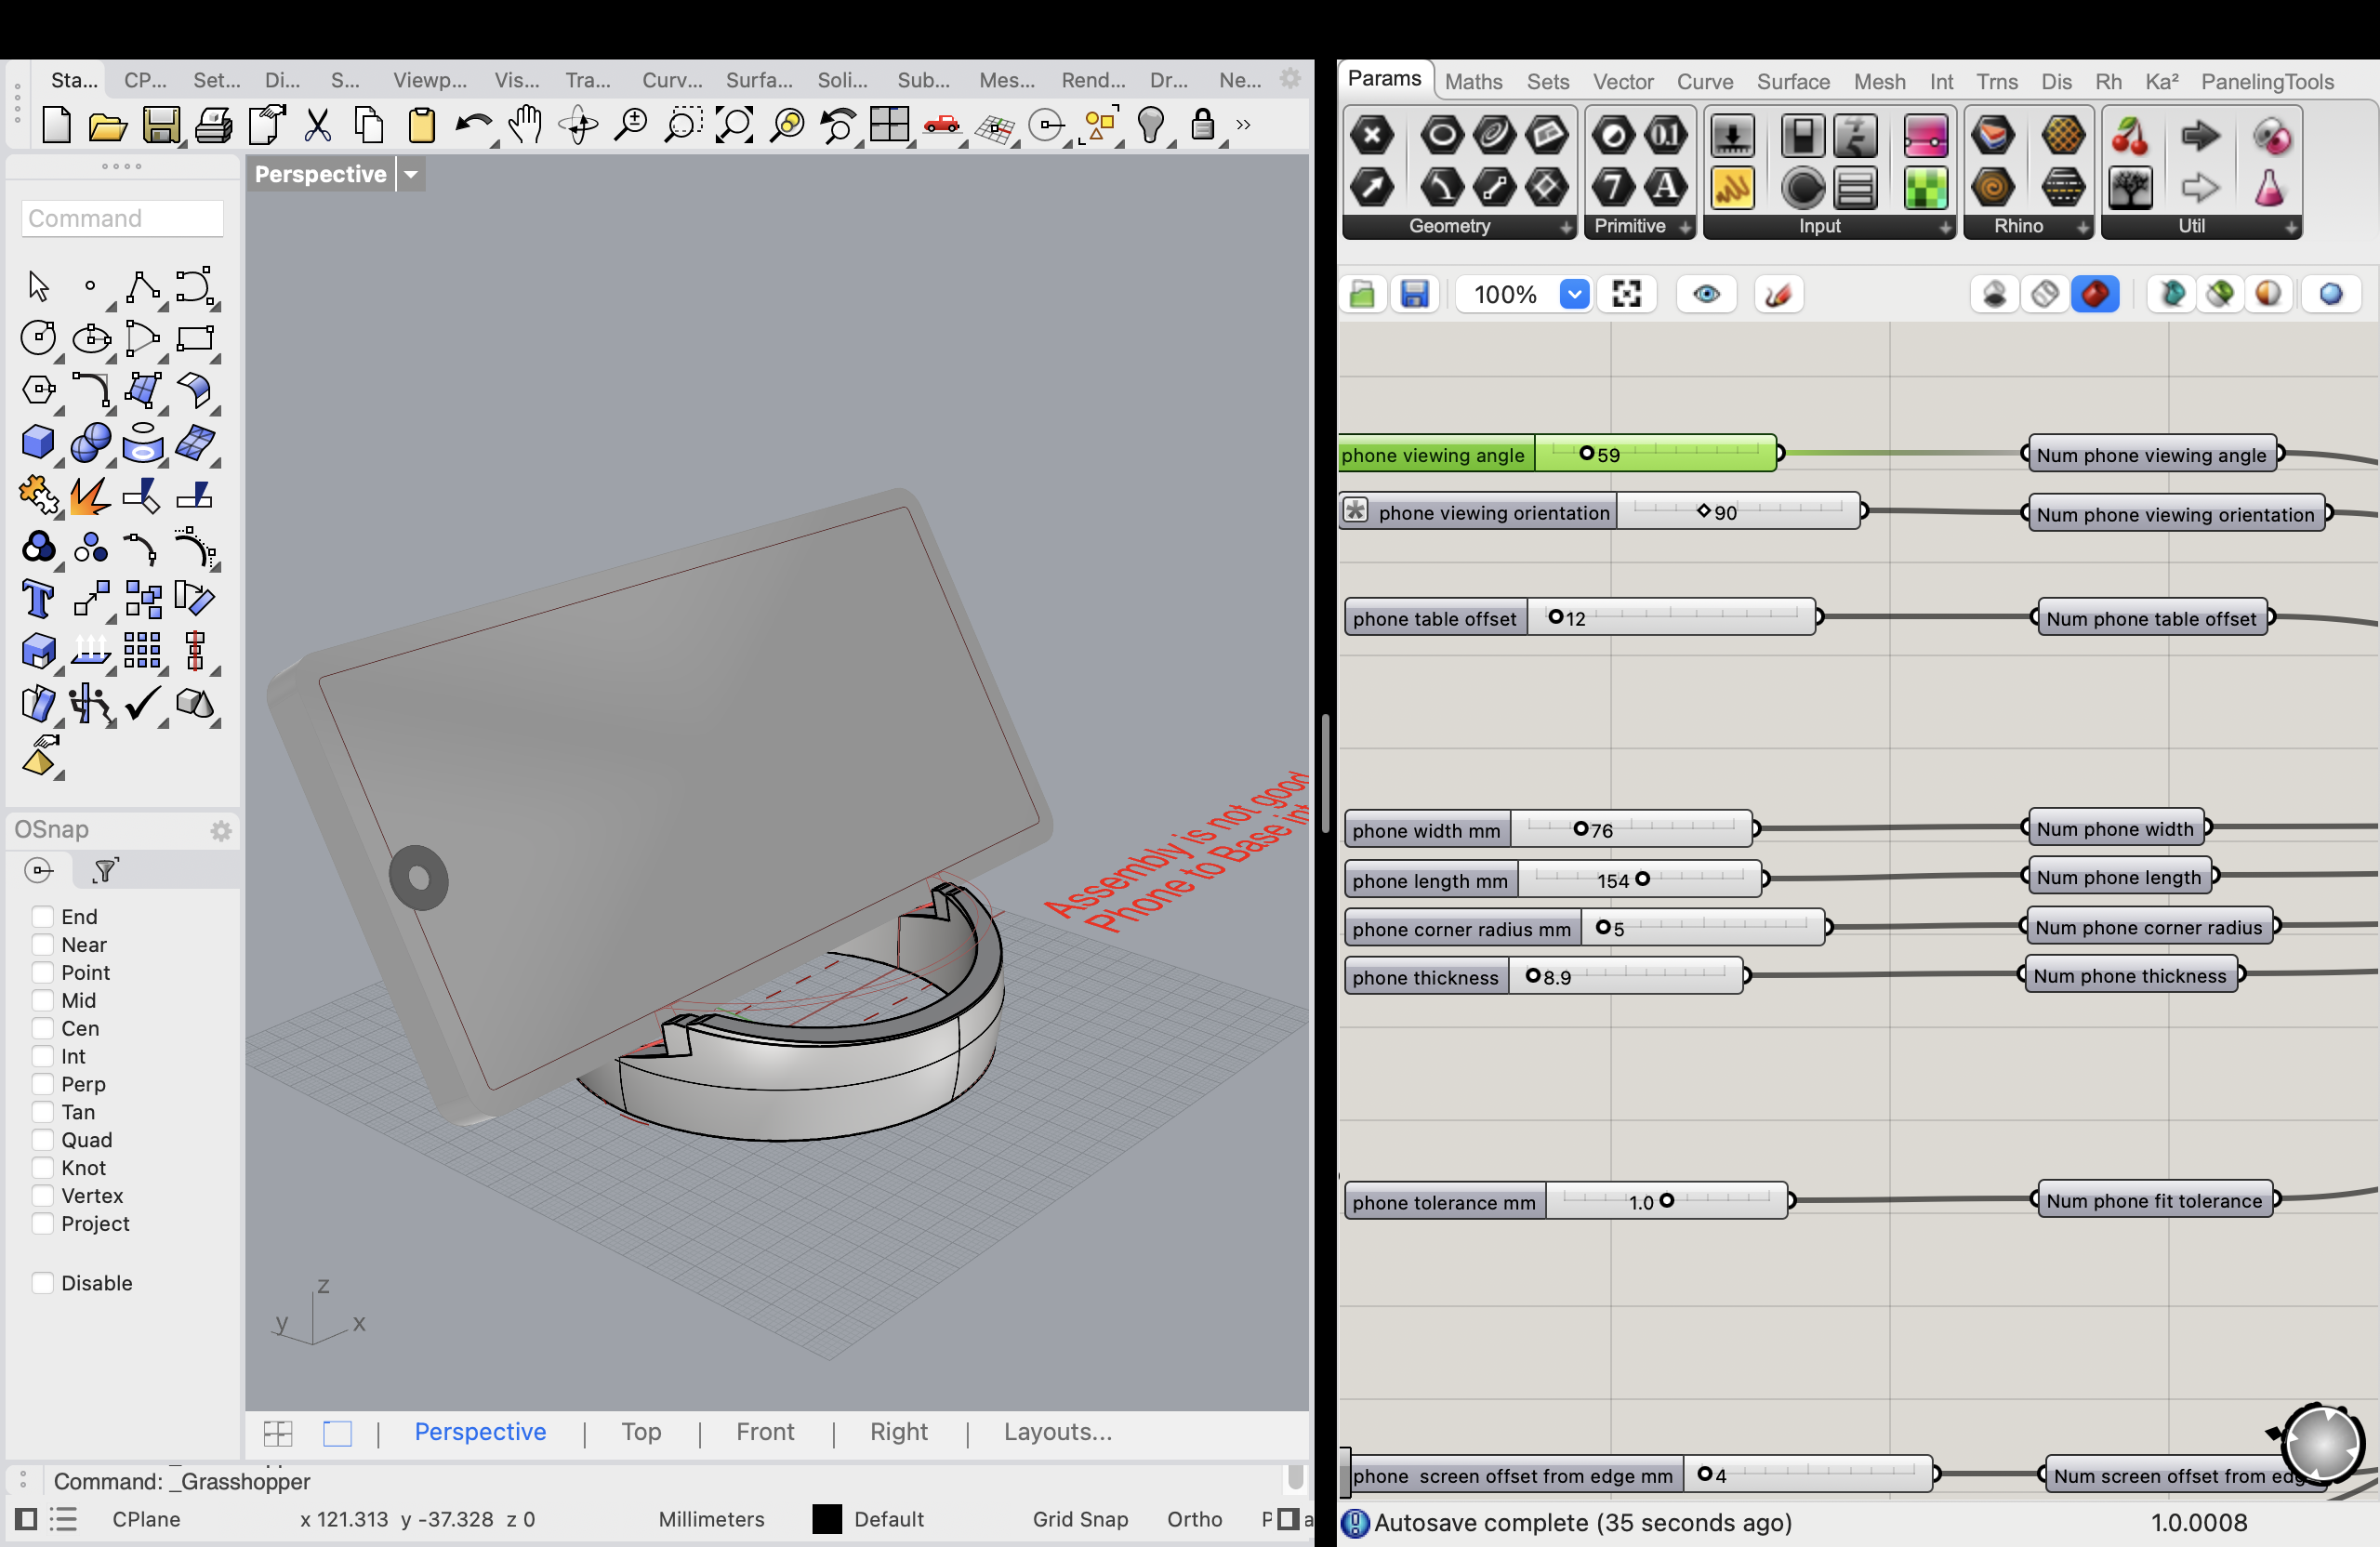 Sta... CP... Set... Di... S... Viewp... Vis... Tra... Curv... Surfa... Soli... Sub... Mes... Rend... Dr... Ne...
Perspective
Command
OSnap
End
Near
Point
Mid
Cen
Int
Perp
Tan
Quad
Knot
Vertex
Project
Disable
Assembly is not good
Phone to Base int
z
y
x
Perspective | Top | Front | Right | Layouts...
Command: _Grasshopper
CPlane x 121.313 y -37.328 z 0 Millimeters Default Grid Snap Ortho P
Params Maths Sets Vector Curve Surface Mesh Int Trns Dis Rh Ka² PanelingTools
Geometry Primitive Input Rhino Util
100%
phone viewing angle 59 Num phone viewing angle
phone viewing orientation 90 Num phone viewing orientation
phone table offset 12 Num phone table offset
phone width mm 76 Num phone width
phone length mm 154 Num phone length
phone corner radius mm 5 Num phone corner radius
phone thickness 8.9 Num phone thickness
phone tolerance mm 1.0 Num phone fit tolerance
phone screen offset from edge mm 4 Num screen offset from edg
Autosave complete (35 seconds ago) 1.0.0008